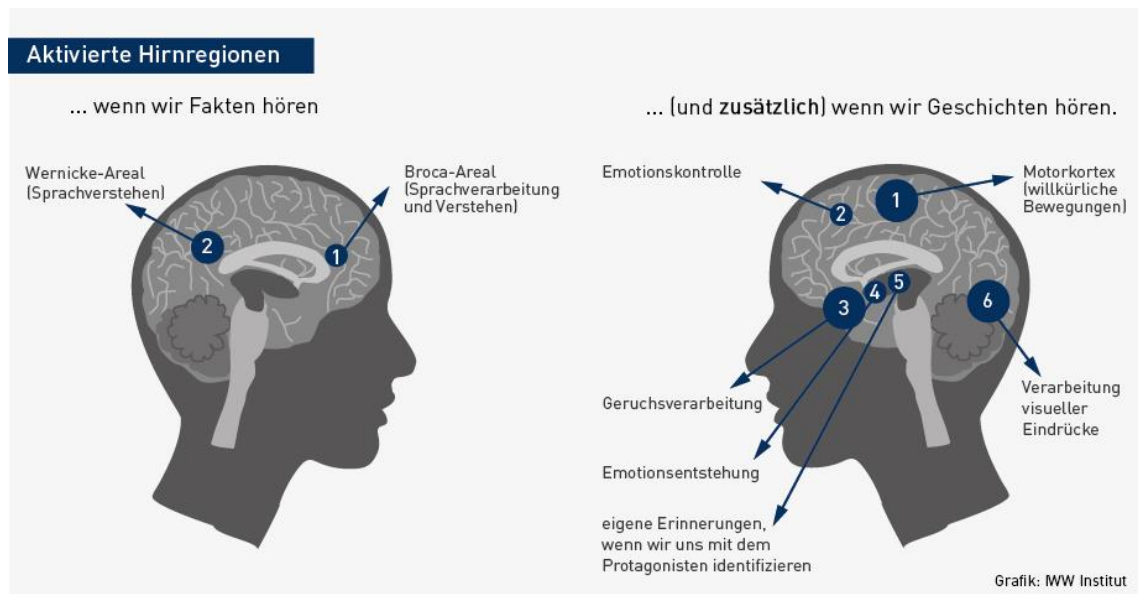 Aktivierte Hirnregionen
... wenn wir Fakten hören
Wernicke-Areal
(Sprachverstehen)
Broca-Areal
(Sprachverarbeitung
und Verstehen)
2
1
... (und zusätzlich) wenn wir Geschichten hören.
Emotionskontrolle
Motorkortex
(willkürliche
Bewegungen)
1
2
3
4
5
6
Geruchsverarbeitung
Verarbeitung
visueller
Eindrücke
Emotionsentstehung
eigene Erinnerungen,
wenn wir uns mit dem
Protagonisten identifizieren
Grafik: IWW Institut